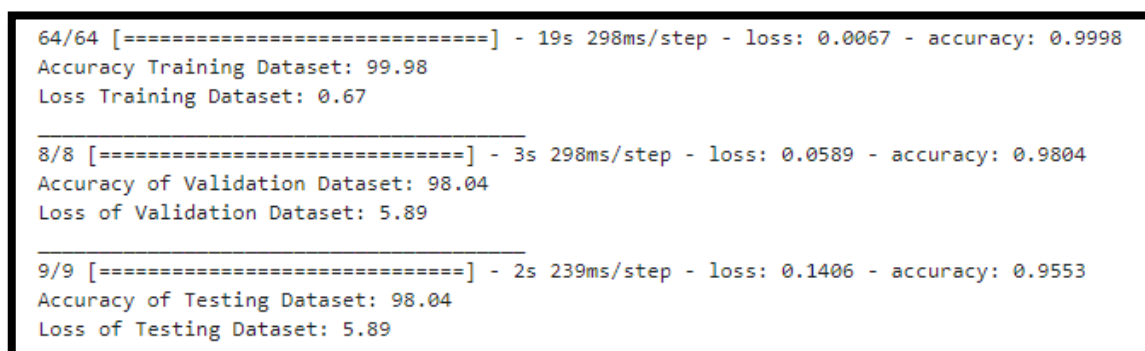 64/64 [==============================] - 19s 298ms/step - loss: 0.0067 - accuracy: 0.9998
Accuracy Training Dataset: 99.98
Loss Training Dataset: 0.67
________________________________________
8/8 [==============================] - 3s 298ms/step - loss: 0.0589 - accuracy: 0.9804
Accuracy of Validation Dataset: 98.04
Loss of Validation Dataset: 5.89
________________________________________
9/9 [==============================] - 2s 239ms/step - loss: 0.1406 - accuracy: 0.9553
Accuracy of Testing Dataset: 98.04
Loss of Testing Dataset: 5.89